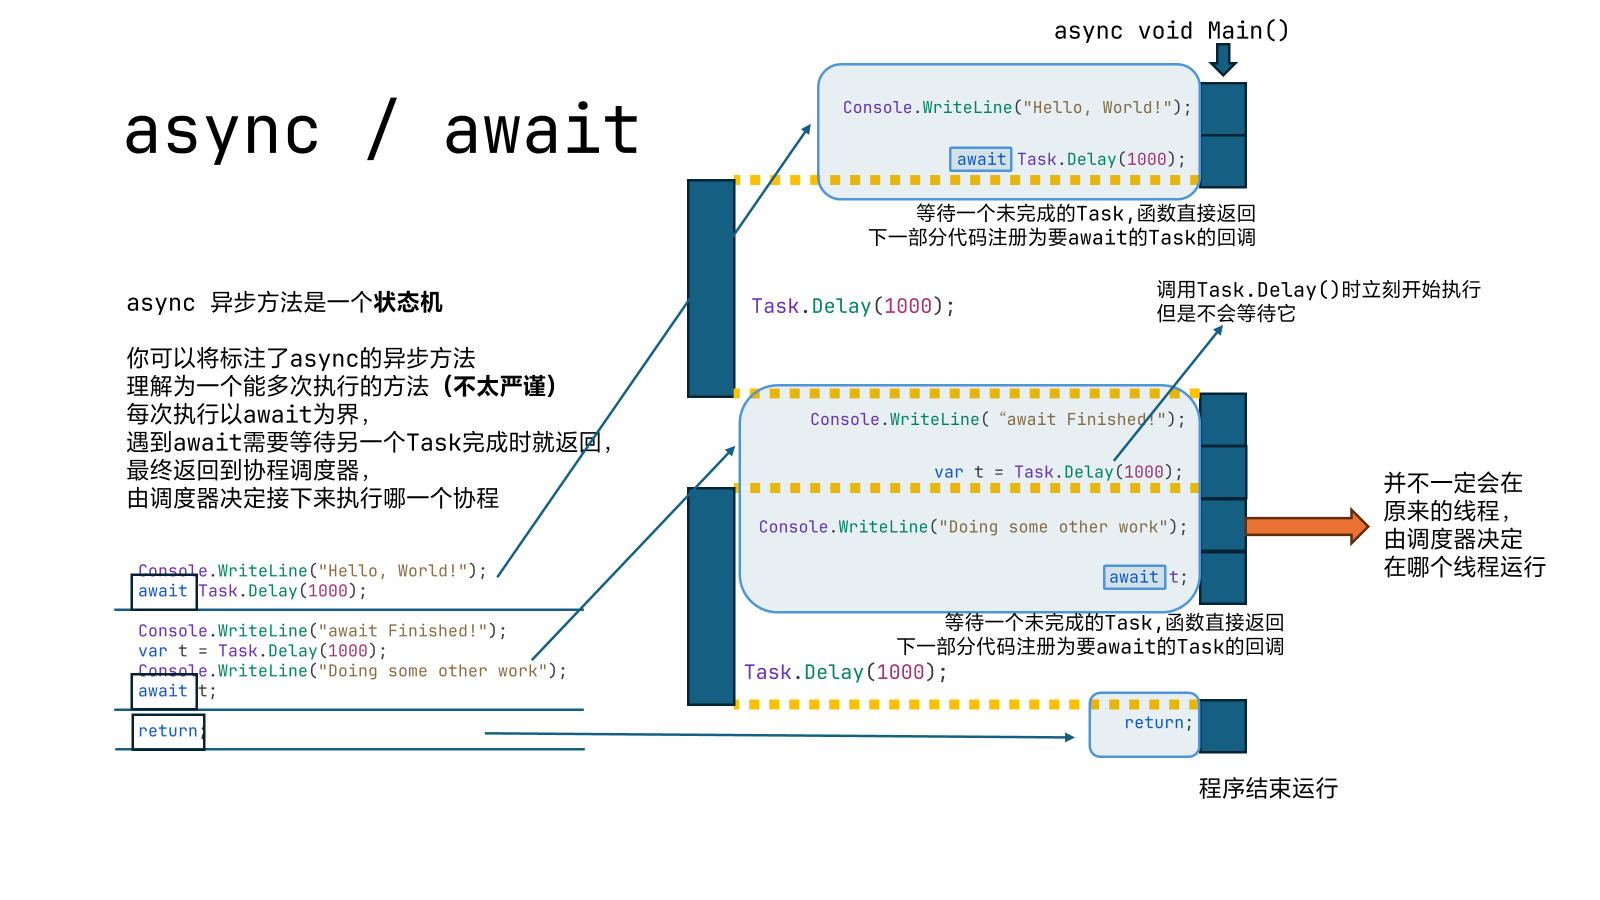 async / await
async 异步方法是一个状态机
你可以将标注了async的异步方法
理解为一个能多次执行的方法（不太严谨）
每次执行以await为界，
遇到await需要等待另一个Task完成时就返回，
最终返回到协程调度器，
由调度器决定接下来执行哪一个协程
Console.WriteLine("Hello, World!");
await Task.Delay(1000);
Console.WriteLine("await Finished!");
var t = Task.Delay(1000);
Console.WriteLine("Doing some other work");
await t;
return;
async void Main()
Console.WriteLine("Hello, World!");
await Task.Delay(1000);
等待一个未完成的Task,函数直接返回
下一部分代码注册为要await的Task的回调
Task.Delay(1000);
调用Task.Delay()时立刻开始执行
但是不会等待它
Console.WriteLine( “await Finished!");
var t = Task.Delay(1000);
Console.WriteLine("Doing some other work");
await t;
并不一定会在
原来的线程，
由调度器决定
在哪个线程运行
等待一个未完成的Task,函数直接返回
下一部分代码注册为要await的Task的回调
Task.Delay(1000);
return;
程序结束运行